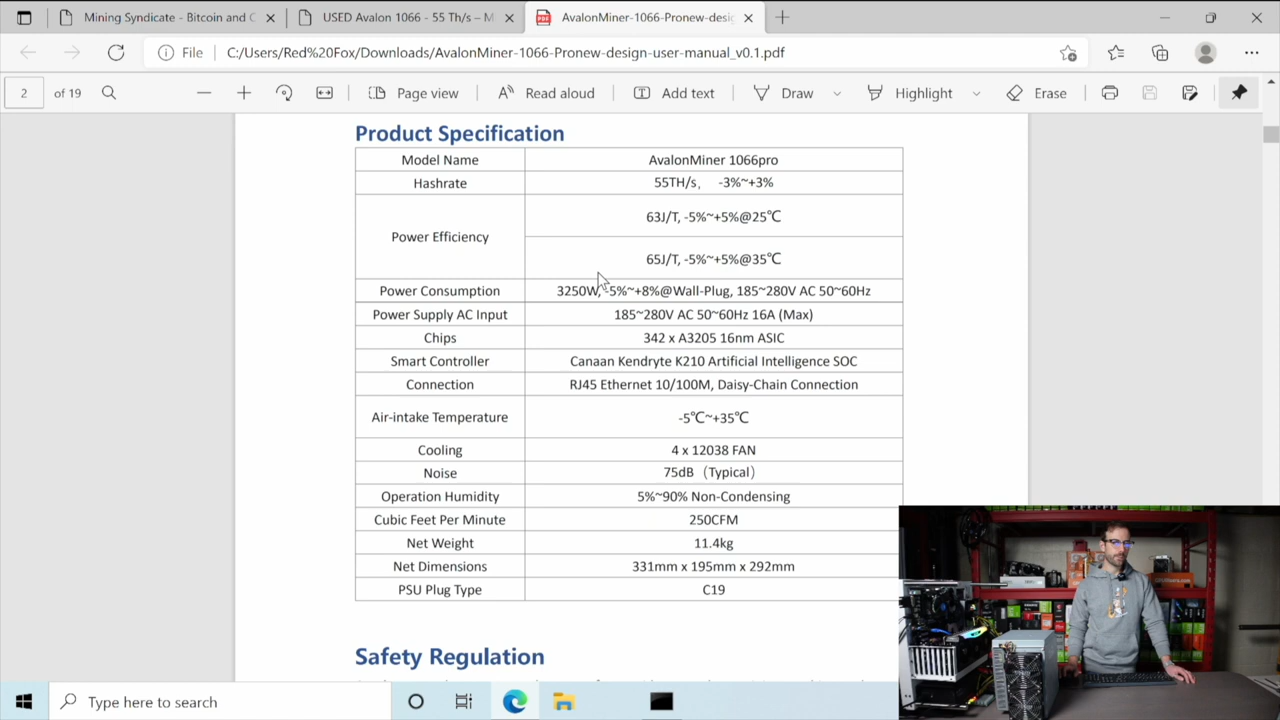 Mining Syndicate - Bitcoin and C
USED Avalon 1066 - 55 Th/s – M
AvalonMiner-1066-Pronew-desi
File
C:/Users/Red%20Fox/Downloads/AvalonMiner-1066-Pronew-design-user-manual_v0.1.pdf
2 of 19
Page view
Read aloud
Add text
Draw
Highlight
Erase
Product Specification
Model Name AvalonMiner 1066pro
Hashrate 55TH/s, -3%~+3%
Power Efficiency 63J/T, -5%~+5%@25℃
65J/T, -5%~+5%@35℃
Power Consumption 3250W, -5%~+8%@Wall-Plug, 185~280V AC 50~60Hz
Power Supply AC Input 185~280V AC 50~60Hz 16A (Max)
Chips 342 x A3205 16nm ASIC
Smart Controller Canaan Kendryte K210 Artificial Intelligence SOC
Connection RJ45 Ethernet 10/100M, Daisy-Chain Connection
Air-intake Temperature -5℃~+35℃
Cooling 4 x 12038 FAN
Noise 75dB（Typical）
Operation Humidity 5%~90% Non-Condensing
Cubic Feet Per Minute 250CFM
Net Weight 11.4kg
Net Dimensions 331mm x 195mm x 292mm
PSU Plug Type C19
Safety Regulation
Type here to search